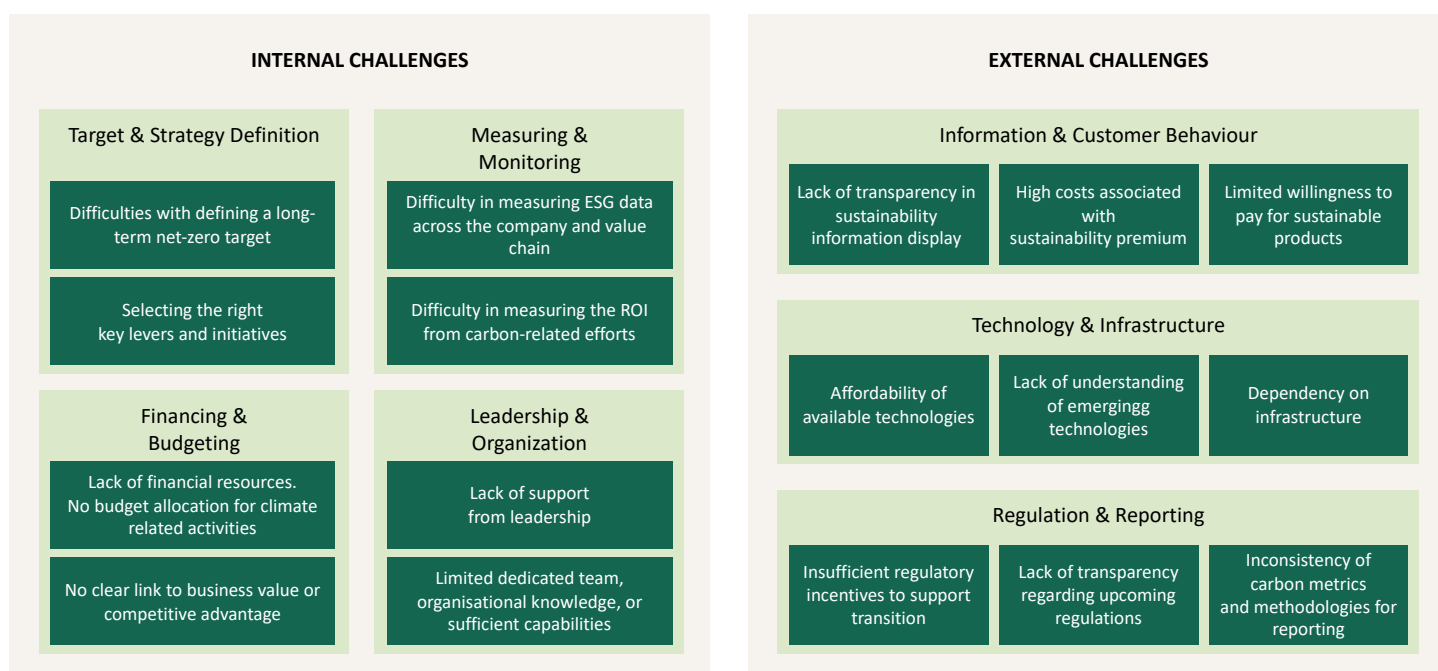 INTERNAL CHALLENGES
Target & Strategy Definition
Difficulties with defining a long-
term net-zero target
Selecting the right
key levers and initiatives
Measuring &
Monitoring
Difficulty in measuring ESG data
across the company and value
chain
Difficulty in measuring the ROI
from carbon-related efforts
Financing &
Budgeting
Lack of financial resources.
No budget allocation for climate
related activities
No clear link to business value or
competitive advantage
Leadership &
Organization
Lack of support
from leadership
Limited dedicated team,
organisational knowledge, or
sufficient capabilities
EXTERNAL CHALLENGES
Information & Customer Behaviour
Lack of transparency in
sustainability
information display
High costs associated
with
sustainability premium
Limited willingness to
pay for sustainable
products
Technology & Infrastructure
Affordability of
available technologies
Lack of understanding
of emergingg
technologies
Dependency on
infrastructure
Regulation & Reporting
Insufficient regulatory
incentives to support
transition
Lack of transparency
regarding upcoming
regulations
Inconsistency of
carbon metrics
and methodologies for
reporting